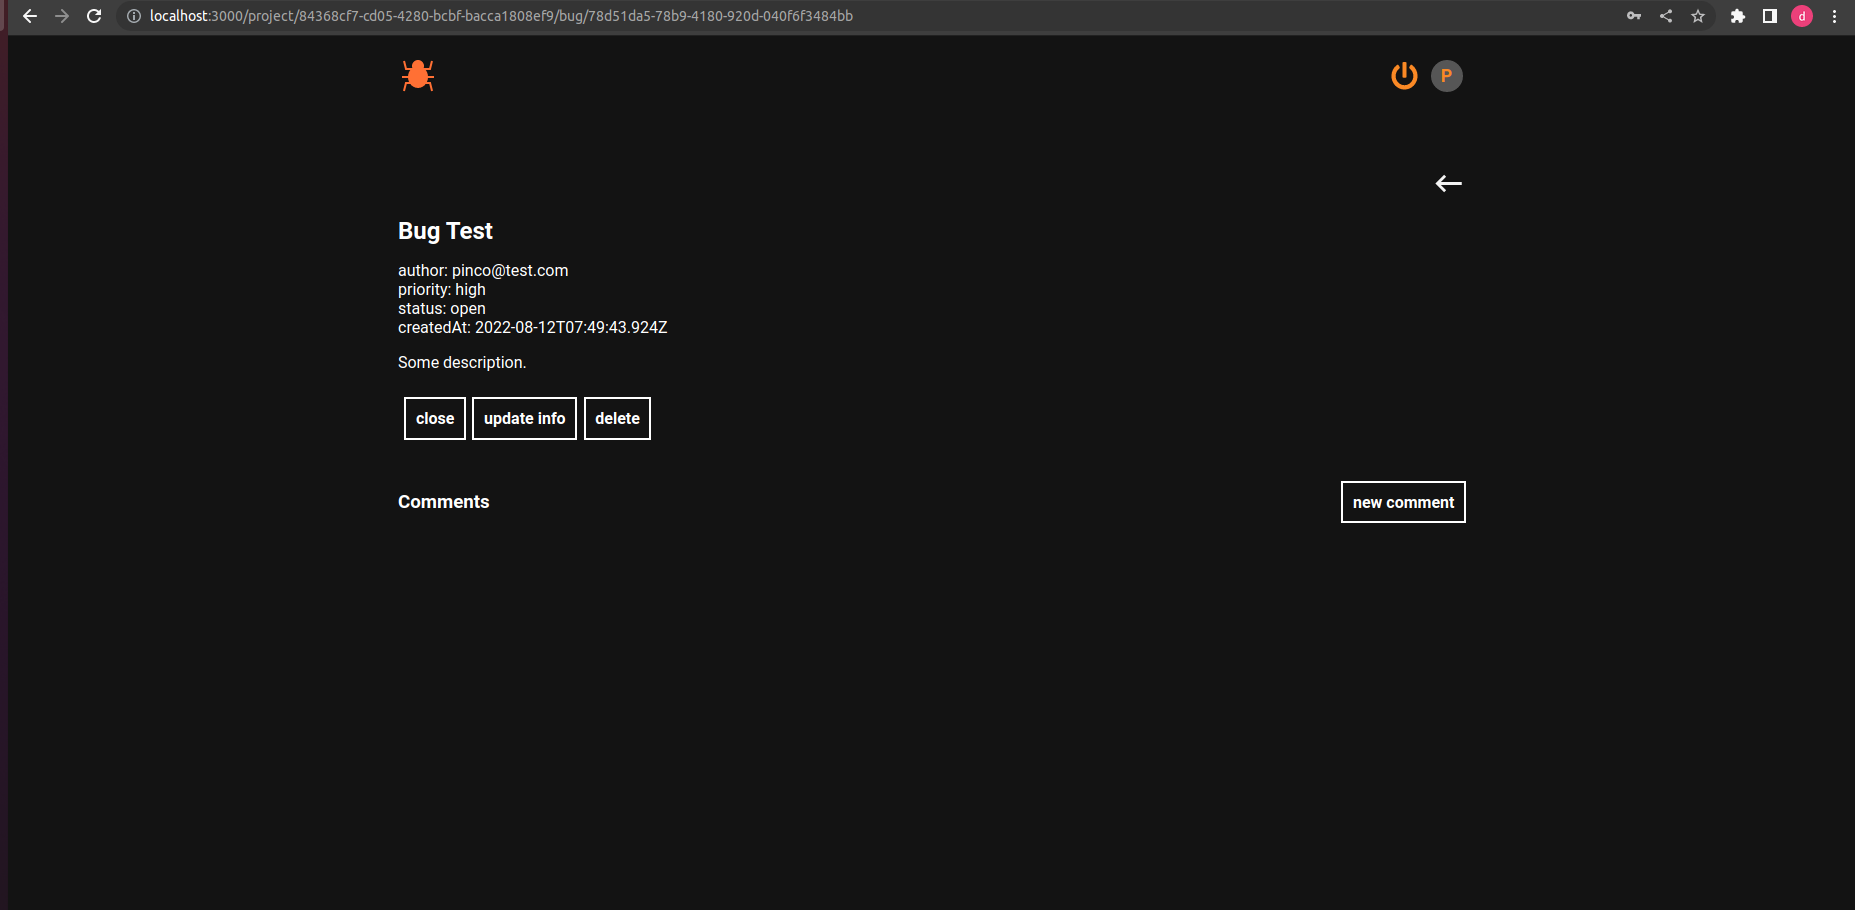 localhost:3000/project/84368cf7-cd05-4280-bcbf-bacca1808ef9/bug/78d51da5-78b9-4180-920d-040f6f3484bb
d
P
Bug Test
author: pinco@test.com
priority: high
status: open
createdAt: 2022-08-12T07:49:43.924Z
Some description.
close update info delete
Comments new comment